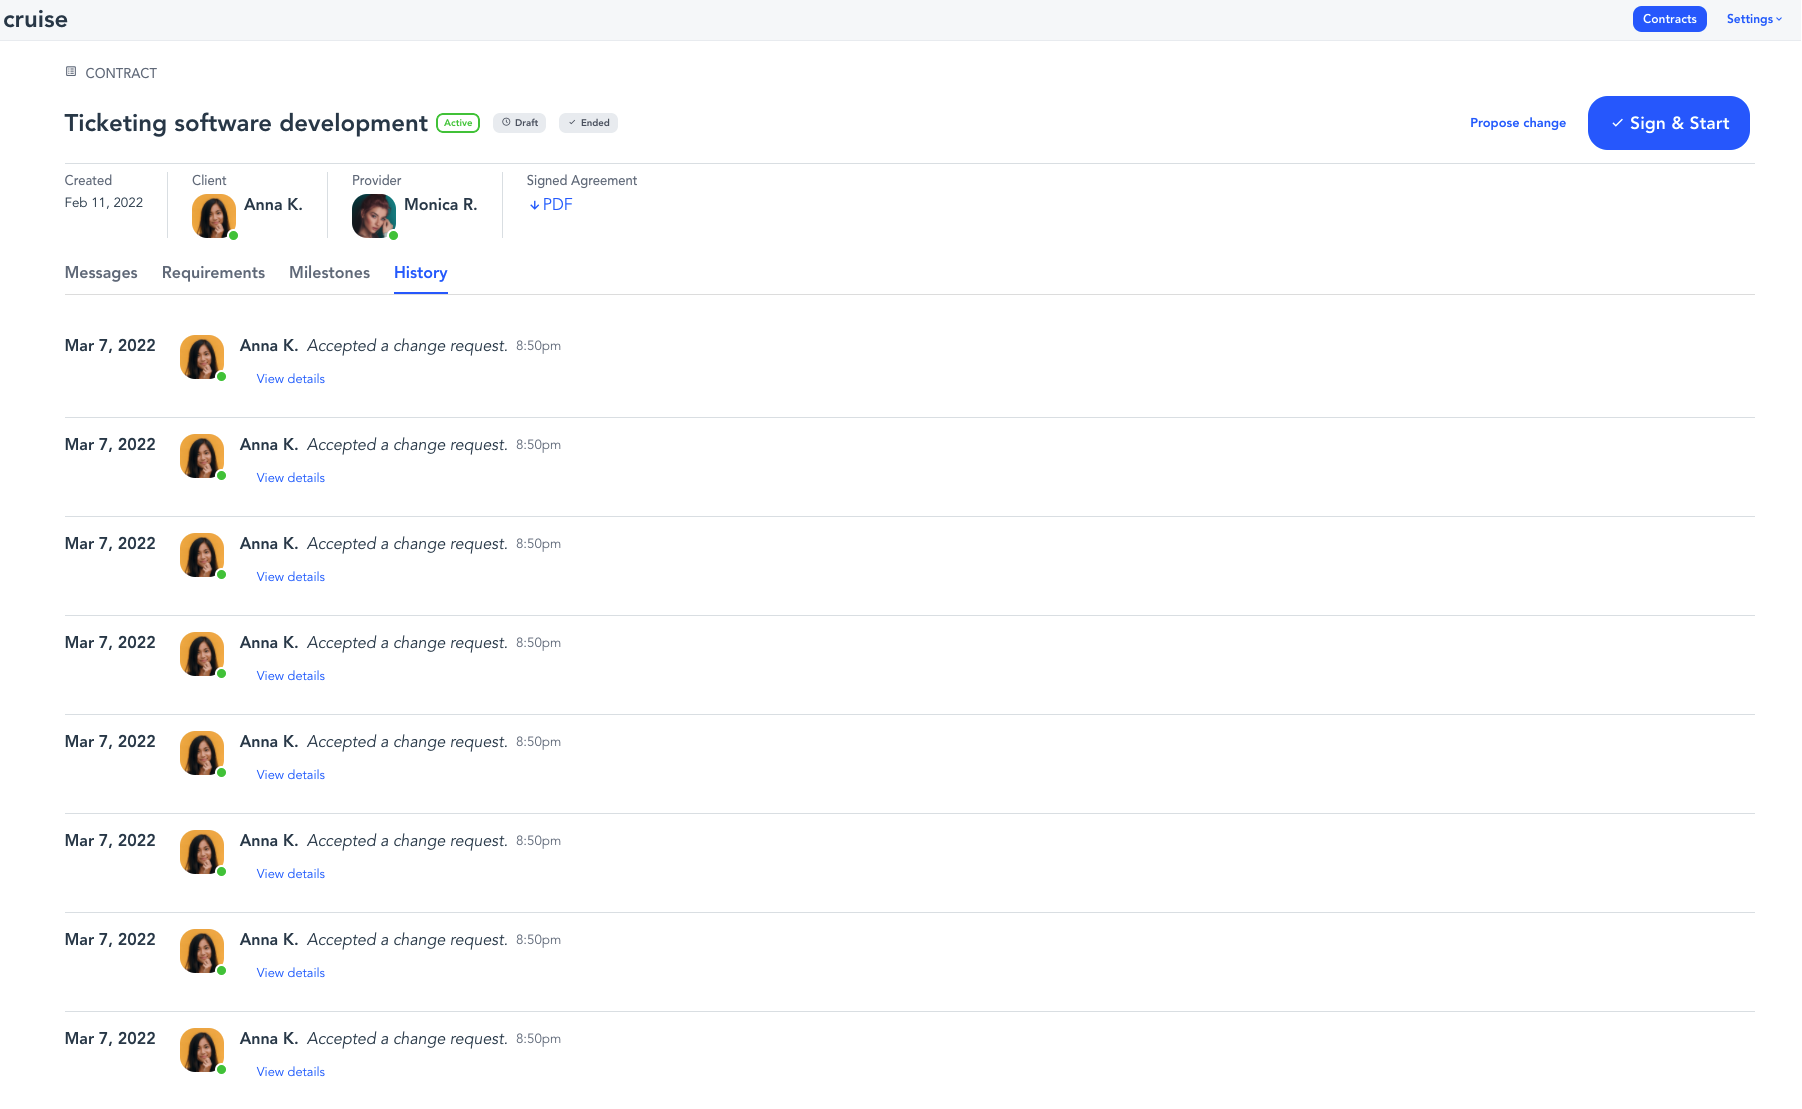 cruise
Contracts Settings
CONTRACT
Ticketing software development Active Draft Ended Propose change Sign & Start
Created Client Provider Signed Agreement
Feb 11, 2022 Anna K. Monica R. PDF
Messages Requirements Milestones History
Mar 7, 2022 Anna K. Accepted a change request. 8:50pm
View details
Mar 7, 2022 Anna K. Accepted a change request. 8:50pm
View details
Mar 7, 2022 Anna K. Accepted a change request. 8:50pm
View details
Mar 7, 2022 Anna K. Accepted a change request. 8:50pm
View details
Mar 7, 2022 Anna K. Accepted a change request. 8:50pm
View details
Mar 7, 2022 Anna K. Accepted a change request. 8:50pm
View details
Mar 7, 2022 Anna K. Accepted a change request. 8:50pm
View details
Mar 7, 2022 Anna K. Accepted a change request. 8:50pm
View details